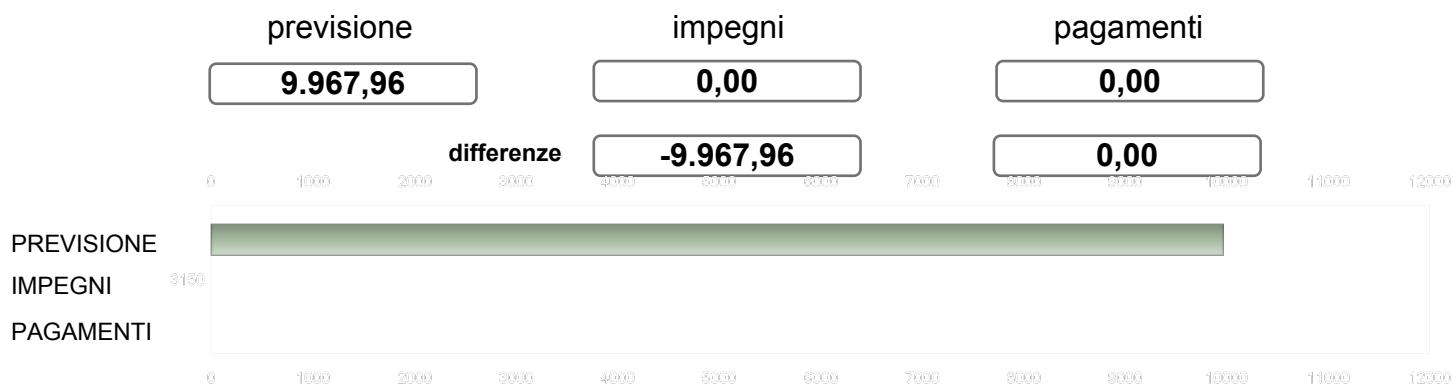 previsione impegni pagamenti
9.967,96 0,00 0,00
differenze -9.967,96 0,00
0 1000 2000 3000 4000 5000 6000 7000 8000 9000 10000 11000 12000
PREVISIONE
3150
IMPEGNI
PAGAMENTI
0 1000 2000 3000 4000 5000 6000 7000 8000 9000 10000 11000 12000